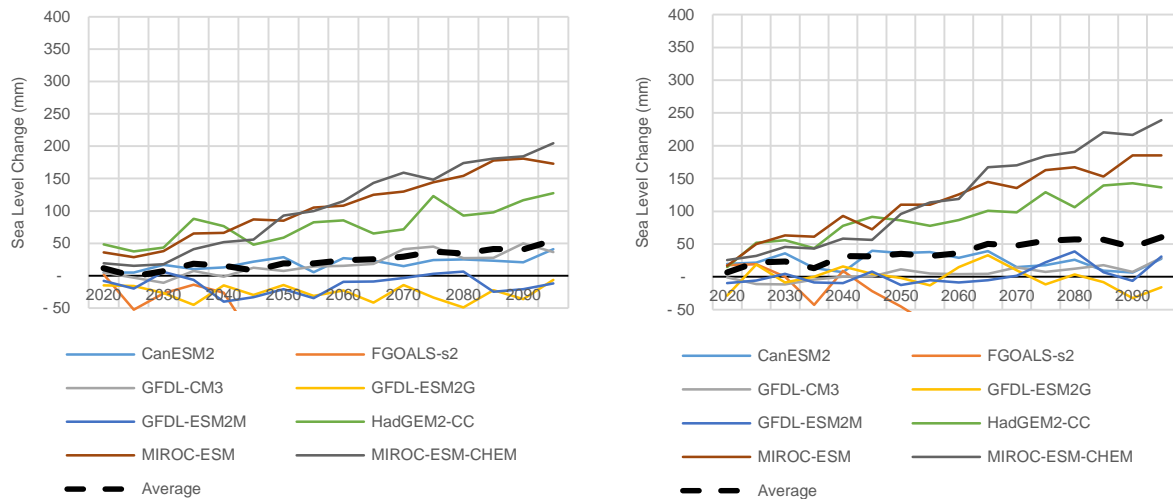 400
350
300
250
200
150
100
50
-
- 50
Sea Level Change (mm)
2020 2030 2040 2050 2060 2070 2080 2090
CanESM2 FGOALS-s2
GFDL-CM3 GFDL-ESM2G
GFDL-ESM2M HadGEM2-CC
MIROC-ESM MIROC-ESM-CHEM
Average
400
350
300
250
200
150
100
50
-
- 50
Sea Level Change (mm)
2020 2030 2040 2050 2060 2070 2080 2090
CanESM2 FGOALS-s2
GFDL-CM3 GFDL-ESM2G
GFDL-ESM2M HadGEM2-CC
MIROC-ESM MIROC-ESM-CHEM
Average